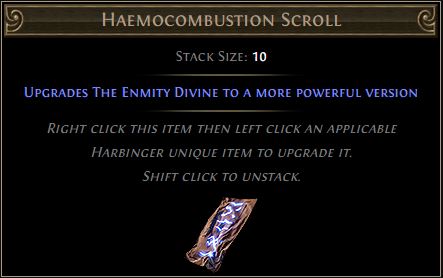 Haemocombustion Scroll
Stack Size: 10
Upgrades The Enmity Divine to a more powerful version
Right click this item then left click an applicable
Harbinger unique item to upgrade it.
Shift click to unstack.